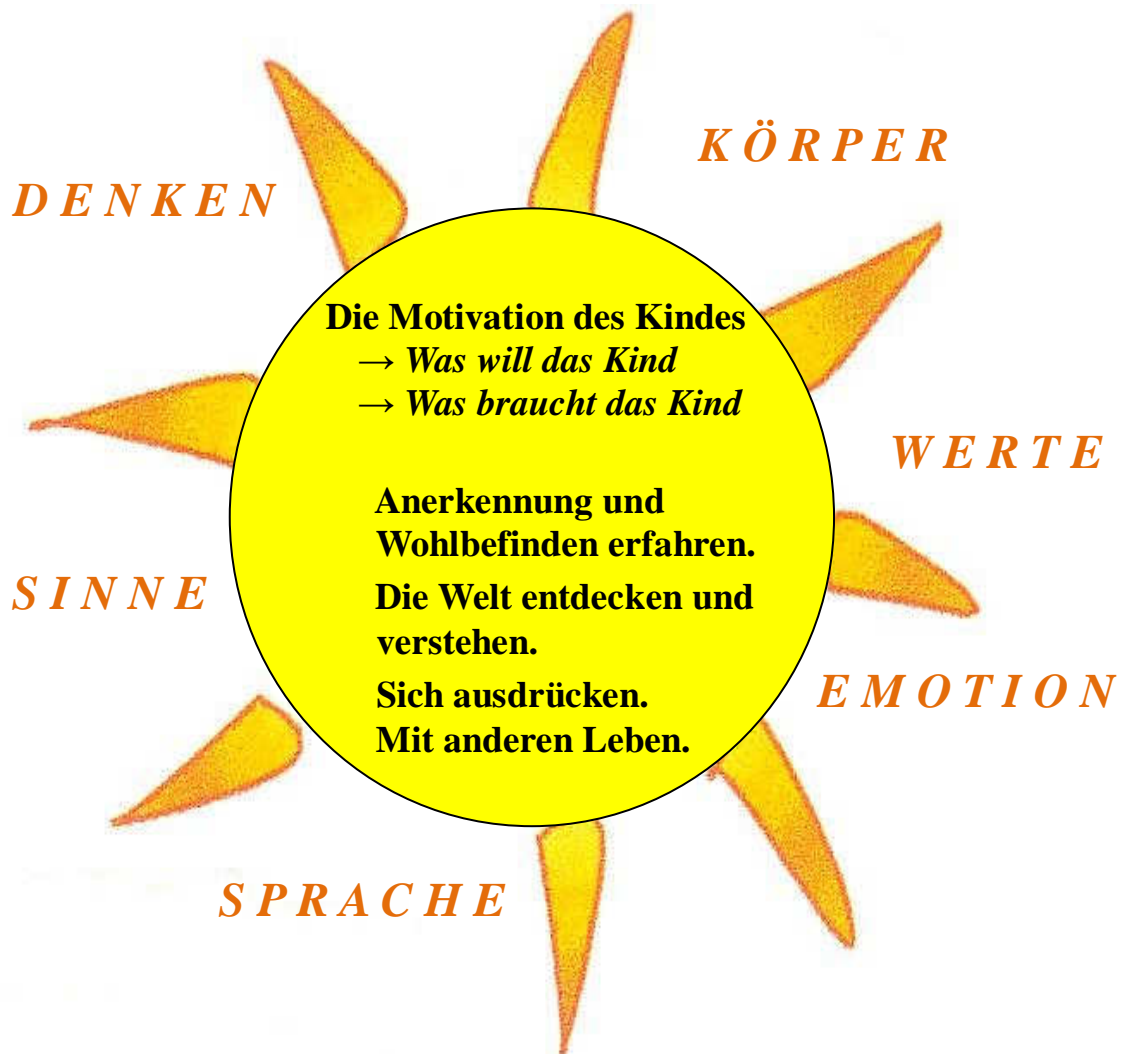 KÖRPER
DENKEN
Die Motivation des Kindes
→ Was will das Kind
→ Was braucht das Kind
WERTE
Anerkennung und
Wohlbefinden erfahren.
SINNE
Die Welt entdecken und
verstehen.
Sich ausdrücken.
EMOTION
Mit anderen Leben.
SPRACHE